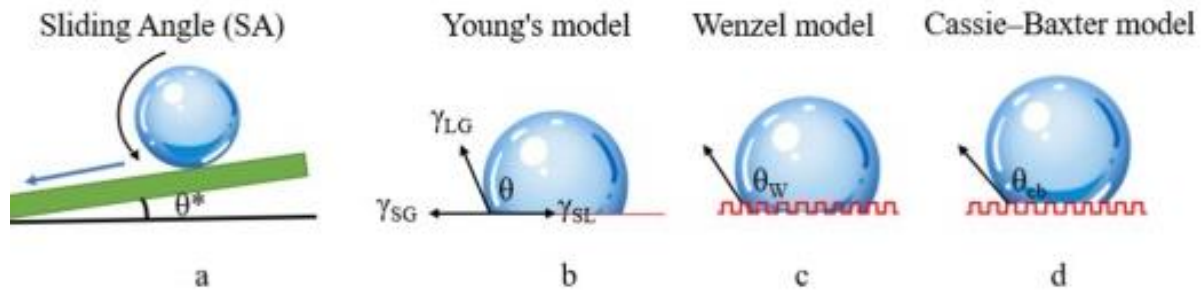 Sliding Angle (SA)
Young's model
Wenzel model
Cassie–Baxter model
θ*
γLG
θ
γSG
γSL
θW
θcb
a
b
c
d